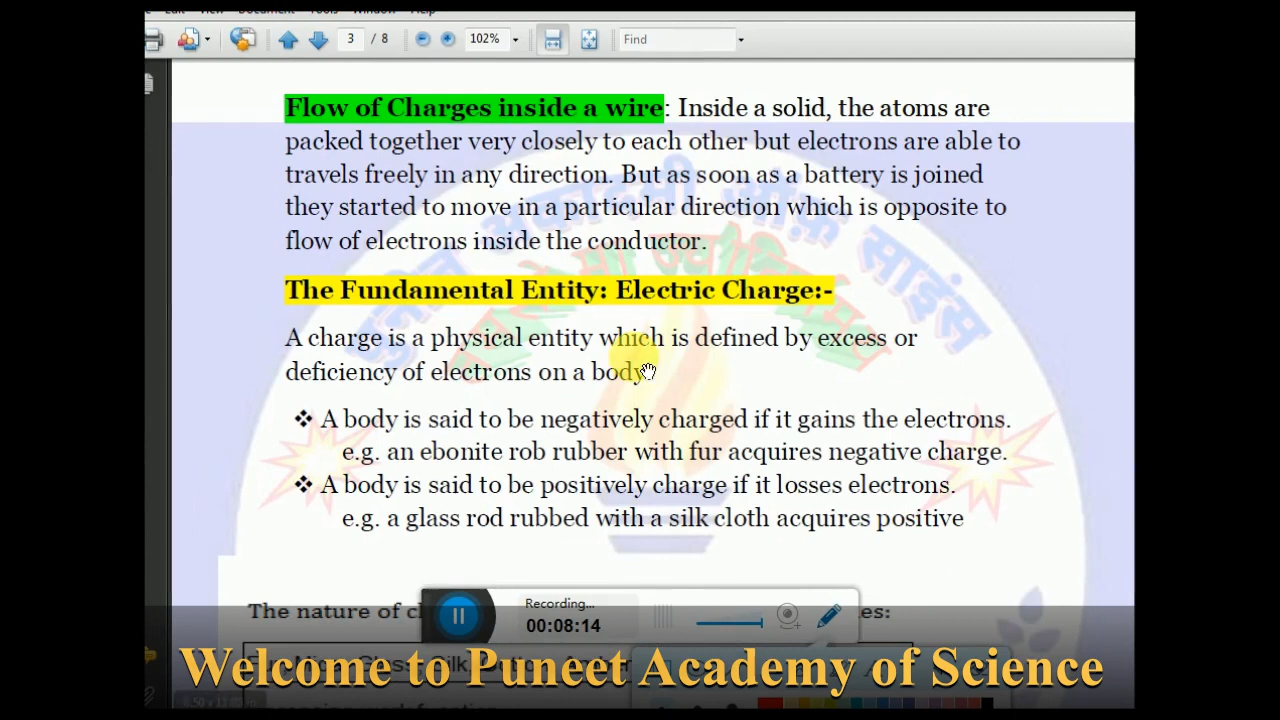 3 / 8 102% Find
Flow of Charges inside a wire: Inside a solid, the atoms are
packed together very closely to each other but electrons are able to
travels freely in any direction. But as soon as a battery is joined
they started to move in a particular direction which is opposite to
flow of electrons inside the conductor.
The Fundamental Entity: Electric Charge:-
A charge is a physical entity which is defined by excess or
deficiency of electrons on a body.
❖ A body is said to be negatively charged if it gains the electrons.
e.g. an ebonite rob rubber with fur acquires negative charge.
❖ A body is said to be positively charge if it losses electrons.
e.g. a glass rod rubbed with a silk cloth acquires positive
The nature of
Recording...
00:08:14
Welcome to Puneet Academy of Science